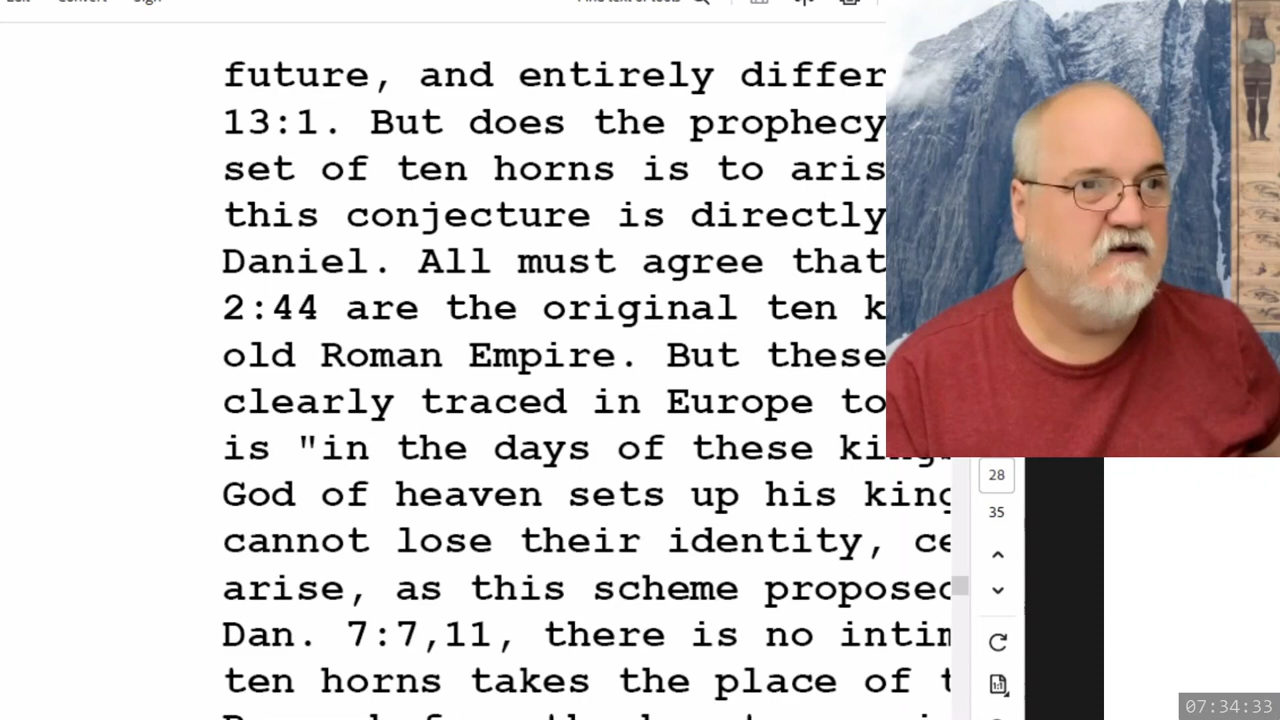 future, and entirely differ
13:1. But does the prophecy
set of ten horns is to aris
this conjecture is directly
Daniel. All must agree that
2:44 are the original ten k
old Roman Empire. But these
clearly traced in Europe to
is "in the days of these king
God of heaven sets up his king
cannot lose their identity, ce
arise, as this scheme proposed
Dan. 7:7,11, there is no intim
ten horns takes the place of t
28
35
07:34:33